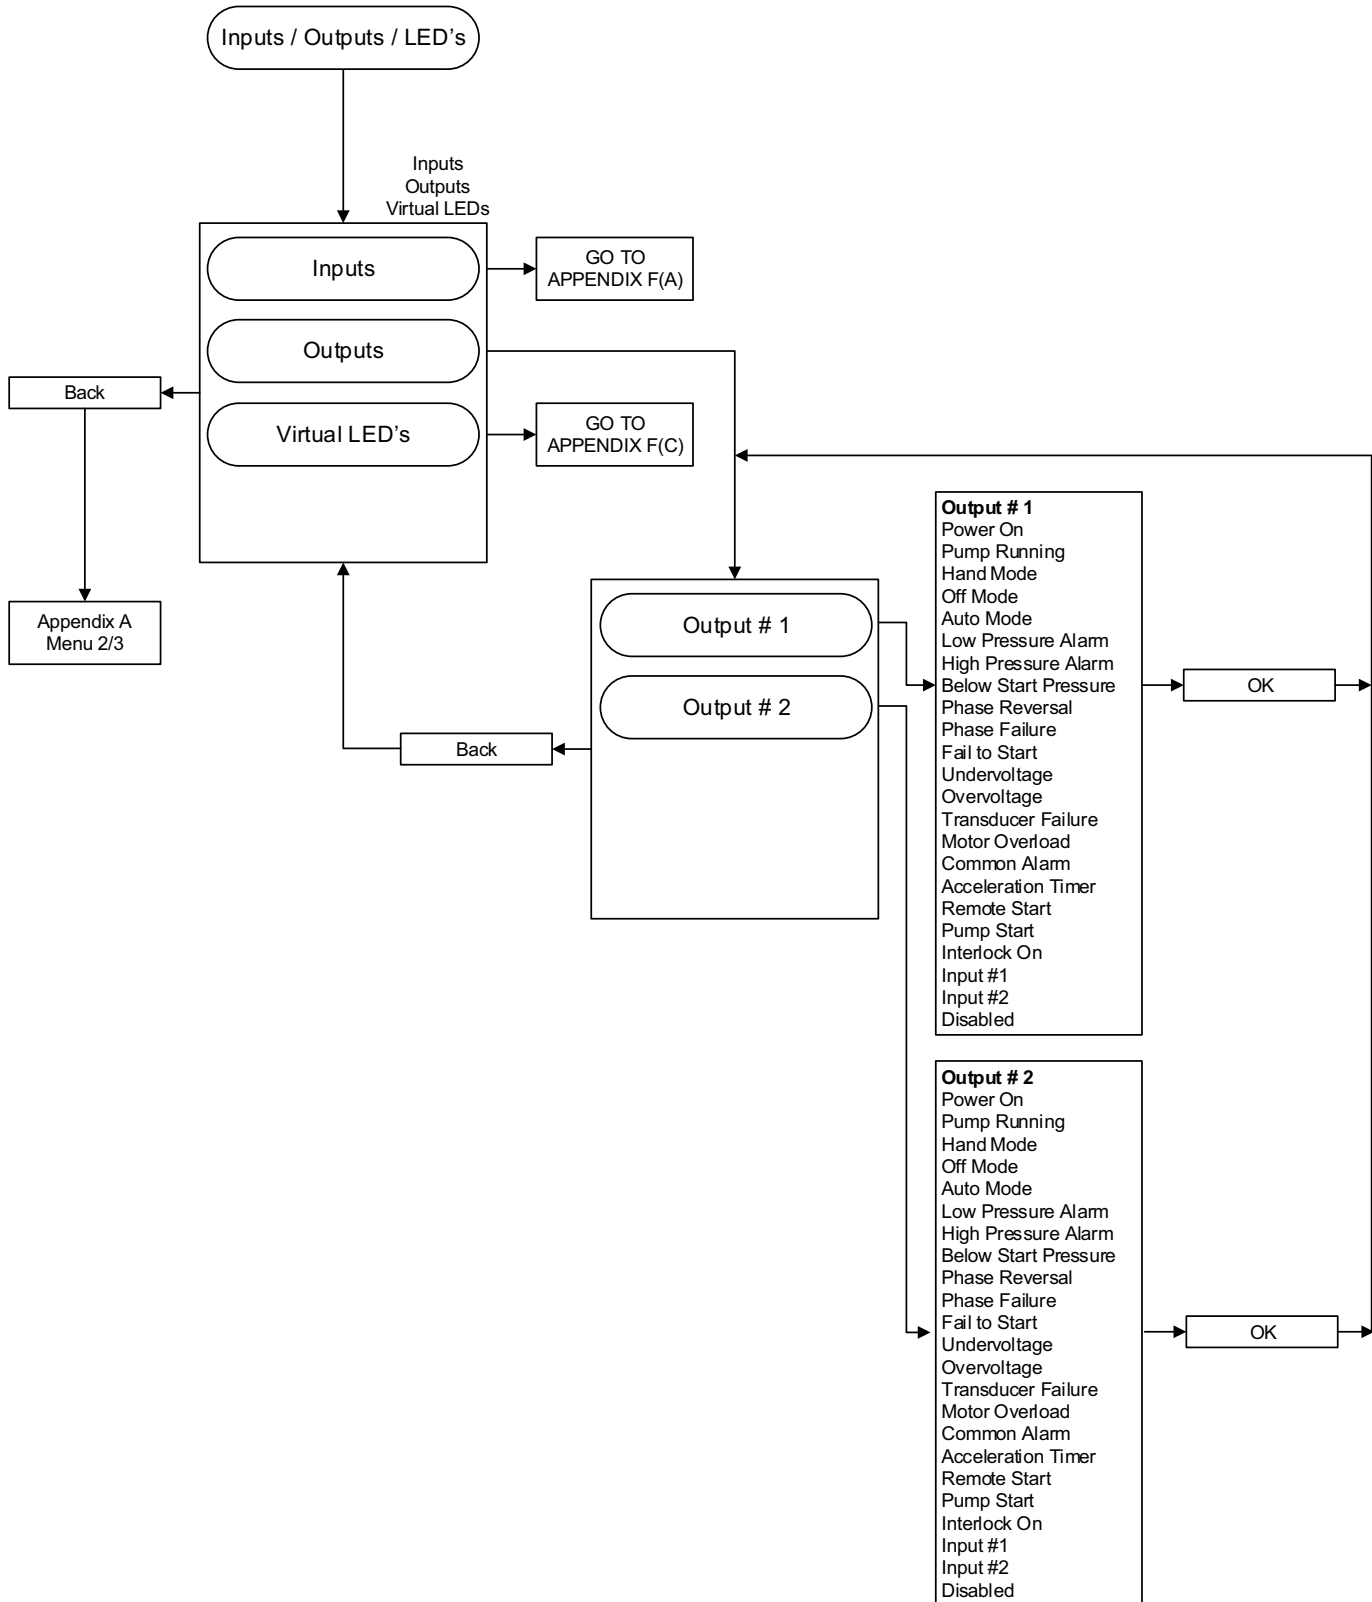 Inputs / Outputs / LED's
Inputs
Outputs
Virtual LEDs
Inputs
GO TO
APPENDIX F(A)
Outputs
Back
Virtual LED's
GO TO
APPENDIX F(C)
Appendix A
Menu 2/3
Output # 1
Output # 2
Back
Output # 1
Power On
Pump Running
Hand Mode
Off Mode
Auto Mode
Low Pressure Alarm
High Pressure Alarm
Below Start Pressure
Phase Reversal
Phase Failure
Fail to Start
Undervoltage
Overvoltage
Transducer Failure
Motor Overload
Common Alarm
Acceleration Timer
Remote Start
Pump Start
Interlock On
Input #1
Input #2
Disabled
OK
Output # 2
Power On
Pump Running
Hand Mode
Off Mode
Auto Mode
Low Pressure Alarm
High Pressure Alarm
Below Start Pressure
Phase Reversal
Phase Failure
Fail to Start
Undervoltage
Overvoltage
Transducer Failure
Motor Overload
Common Alarm
Acceleration Timer
Remote Start
Pump Start
Interlock On
Input #1
Input #2
Disabled
OK